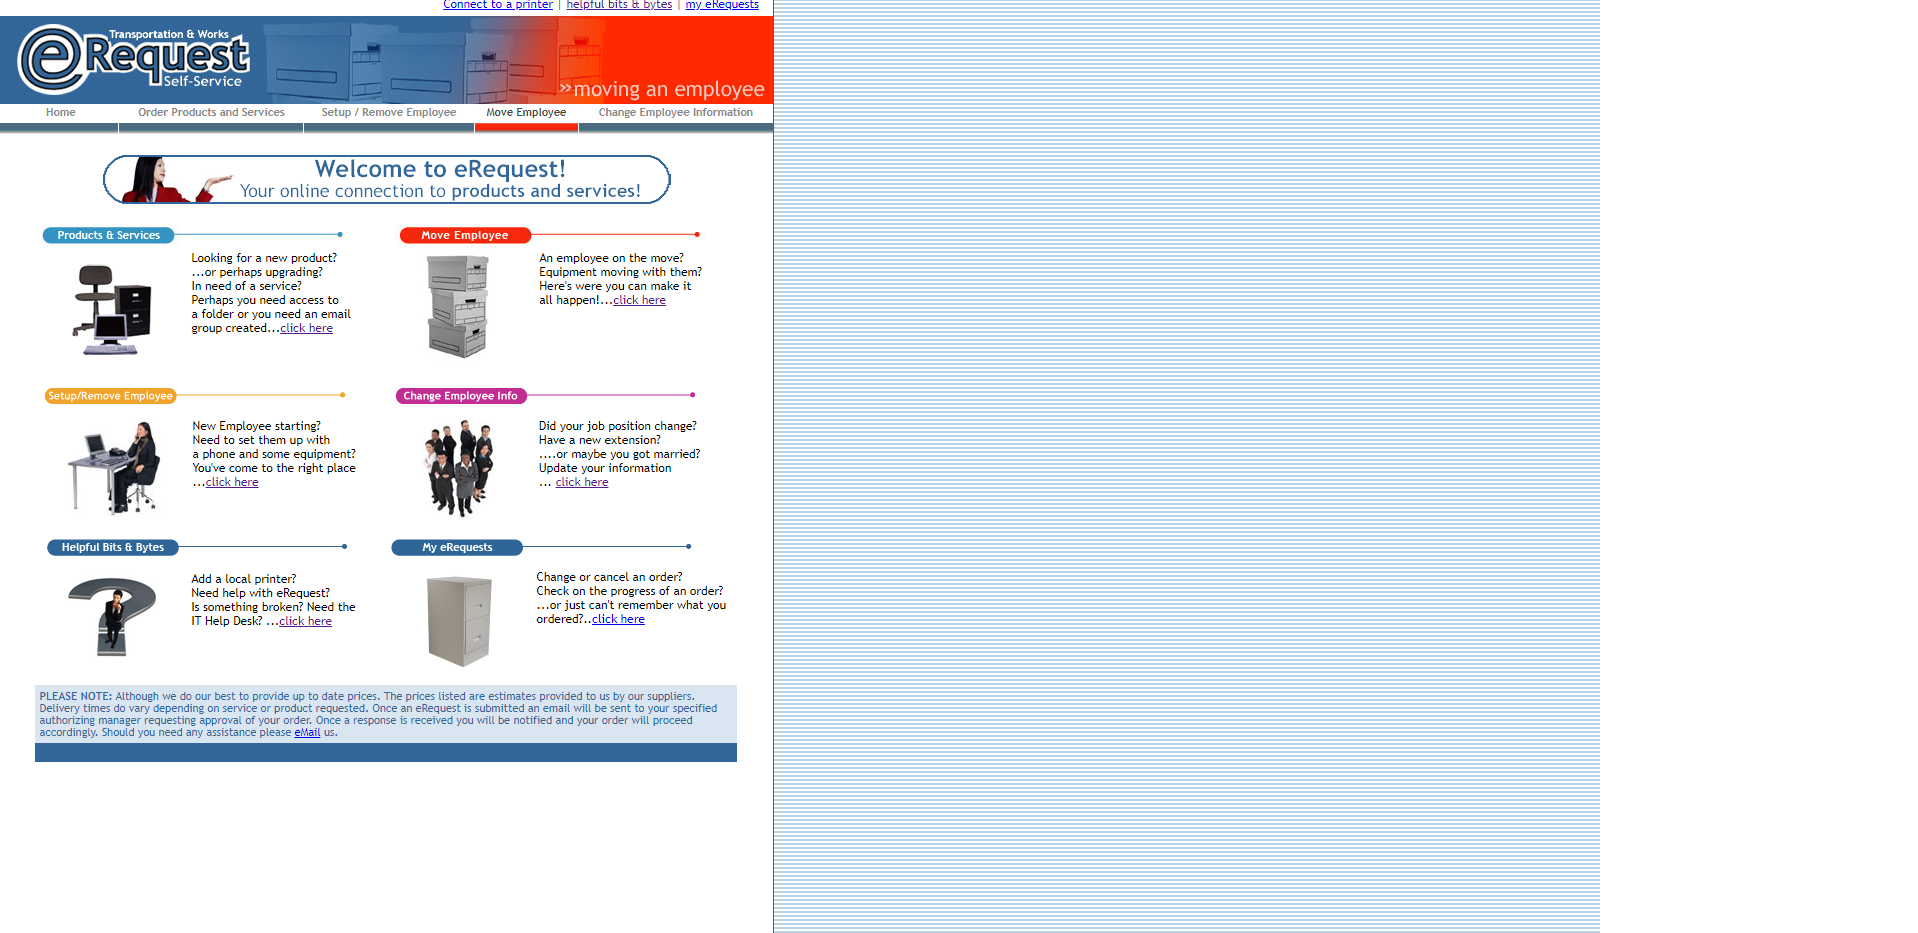 Connect to a printer | helpful bits & bytes | my eRequests
Transportation & Works
eRequest
Self-Service
»moving an employee
Home Order Products and Services Setup / Remove Employee Move Employee Change Employee Information
Welcome to eRequest!
Your online connection to products and services!
Products & Services
Looking for a new product?
...or perhaps upgrading?
In need of a service?
Perhaps you need access to
a folder or you need an email
group created...click here
Move Employee
An employee on the move?
Equipment moving with them?
Here's were you can make it
all happen!...click here
Setup/Remove Employee
New Employee starting?
Need to set them up with
a phone and some equipment?
You've come to the right place
...click here
Change Employee Info
Did your job position change?
Have a new extension?
....or maybe you got married?
Update your information
... click here
Helpful Bits & Bytes
Add a local printer?
Need help with eRequest?
Is something broken? Need the
IT Help Desk? ...click here
My eRequests
Change or cancel an order?
Check on the progress of an order?
...or just can't remember what you
ordered?..click here
PLEASE NOTE: Although we do our best to provide up to date prices. The prices listed are estimates provided to us by our suppliers.
Delivery times do vary depending on service or product requested. Once an eRequest is submitted an email will be sent to your specified
authorizing manager requesting approval of your order. Once a response is received you will be notified and your order will proceed
accordingly. Should you need any assistance please eMail us.